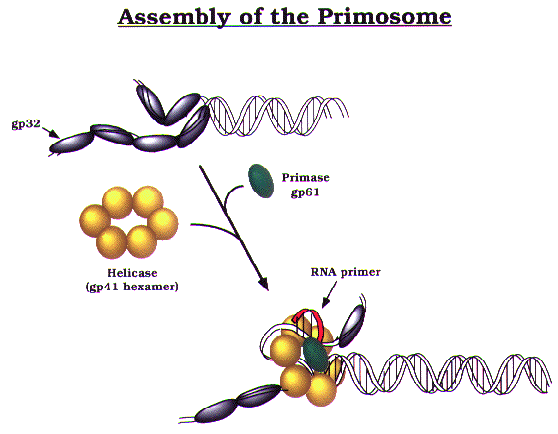 Assembly of the Primosome
gp32
Primase
gp61
Helicase
(gp41 hexamer)
RNA primer